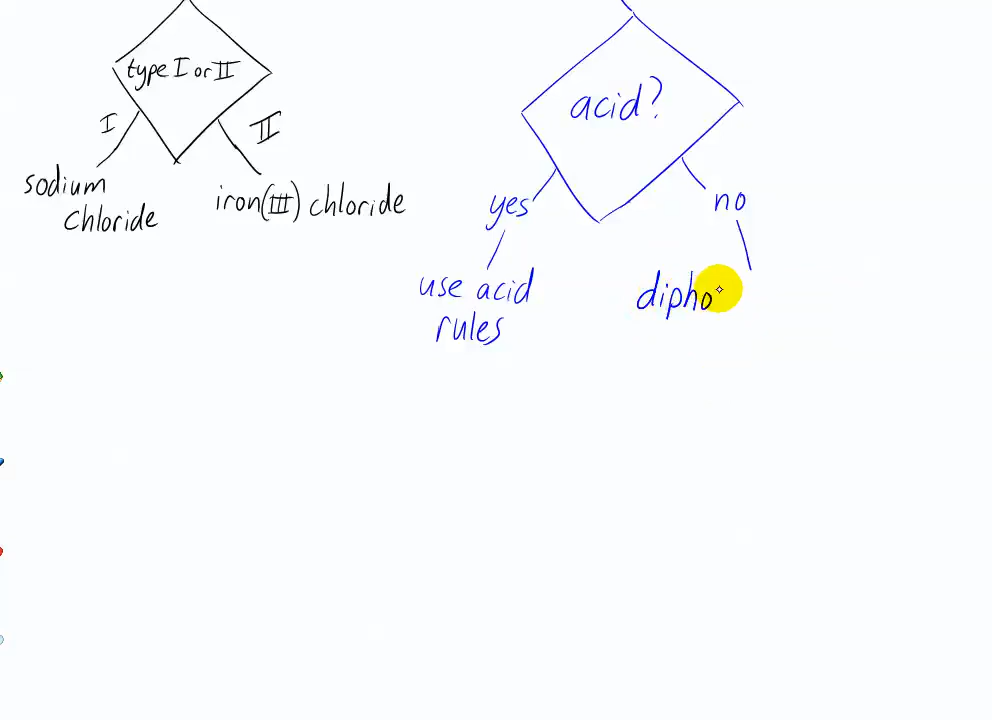 type I or II
I
II
sodium
chloride
iron(III) chloride
acid?
yes
no
use acid
rules
dipho